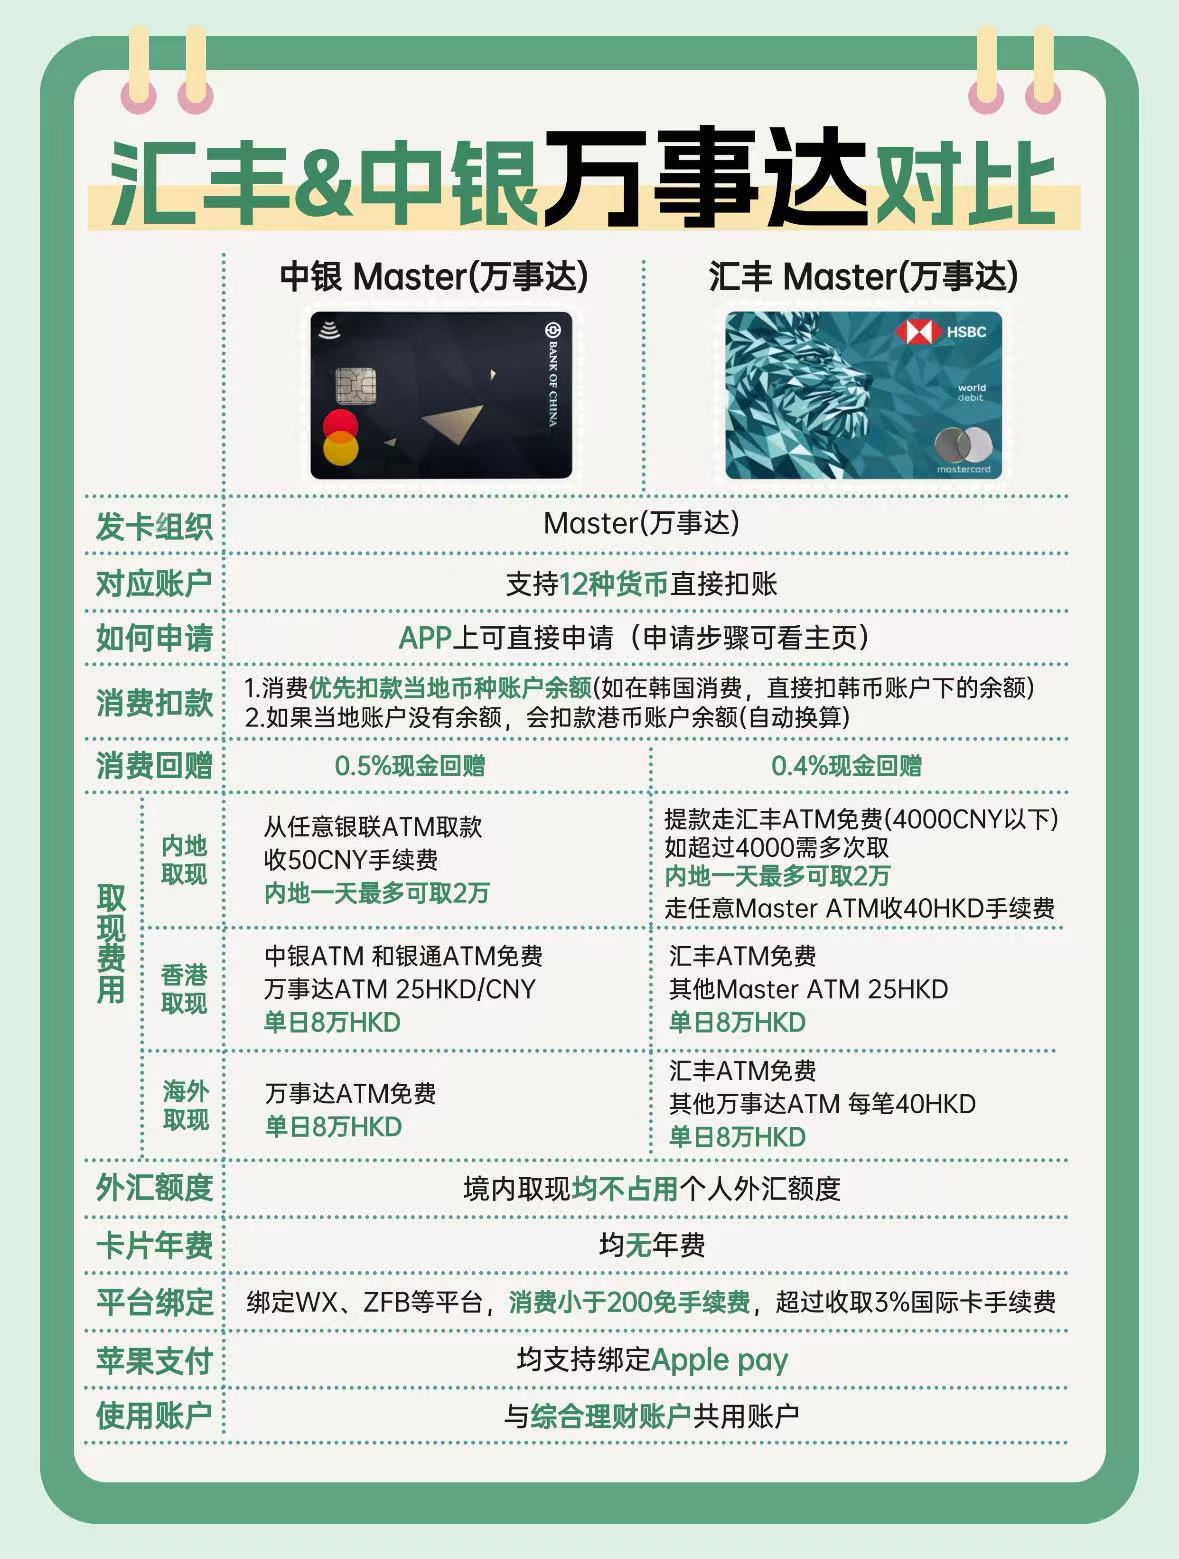 汇丰&中银万事达对比
中银 Master(万事达)
汇丰 Master(万事达)
BANK OF CHINA
HSBC
world
debit
mastercard
发卡组织
Master(万事达)
对应账户
支持12种货币直接扣账
如何申请
APP上可直接申请（申请步骤可看主页）
消费扣款
1.消费优先扣款当地币种账户余额(如在韩国消费，直接扣韩币账户下的余额)
2.如果当地账户没有余额，会扣款港币账户余额(自动换算)
消费回赠
0.5%现金回赠
0.4%现金回赠
取现费用
内地
取现
从任意银联ATM取款
收50CNY手续费
内地一天最多可取2万
提款走汇丰ATM免费(4000CNY以下)
如超过4000需多次取
内地一天最多可取2万
走任意Master ATM收40HKD手续费
香港
取现
中银ATM 和银通ATM免费
万事达ATM 25HKD/CNY
单日8万HKD
汇丰ATM免费
其他Master ATM 25HKD
单日8万HKD
海外
取现
万事达ATM免费
单日8万HKD
汇丰ATM免费
其他万事达ATM 每笔40HKD
单日8万HKD
外汇额度
境内取现均不占用个人外汇额度
卡片年费
均无年费
平台绑定
绑定WX、ZFB等平台，消费小于200免手续费，超过收取3%国际卡手续费
苹果支付
均支持绑定Apple pay
使用账户
与综合理财账户共用账户